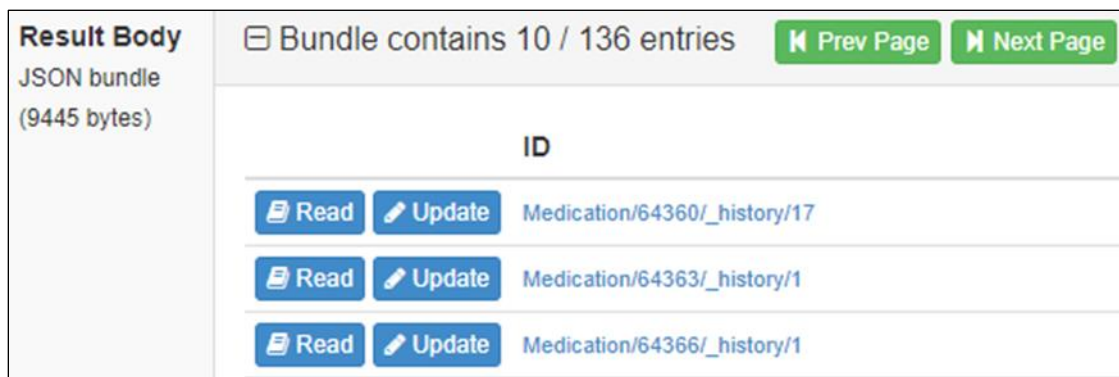 Result Body
JSON bundle
(9445 bytes)
Bundle contains 10 / 136 entries Prev Page Next Page
ID
Read Update Medication/64360/_history/17
Read Update Medication/64363/_history/1
Read Update Medication/64366/_history/1